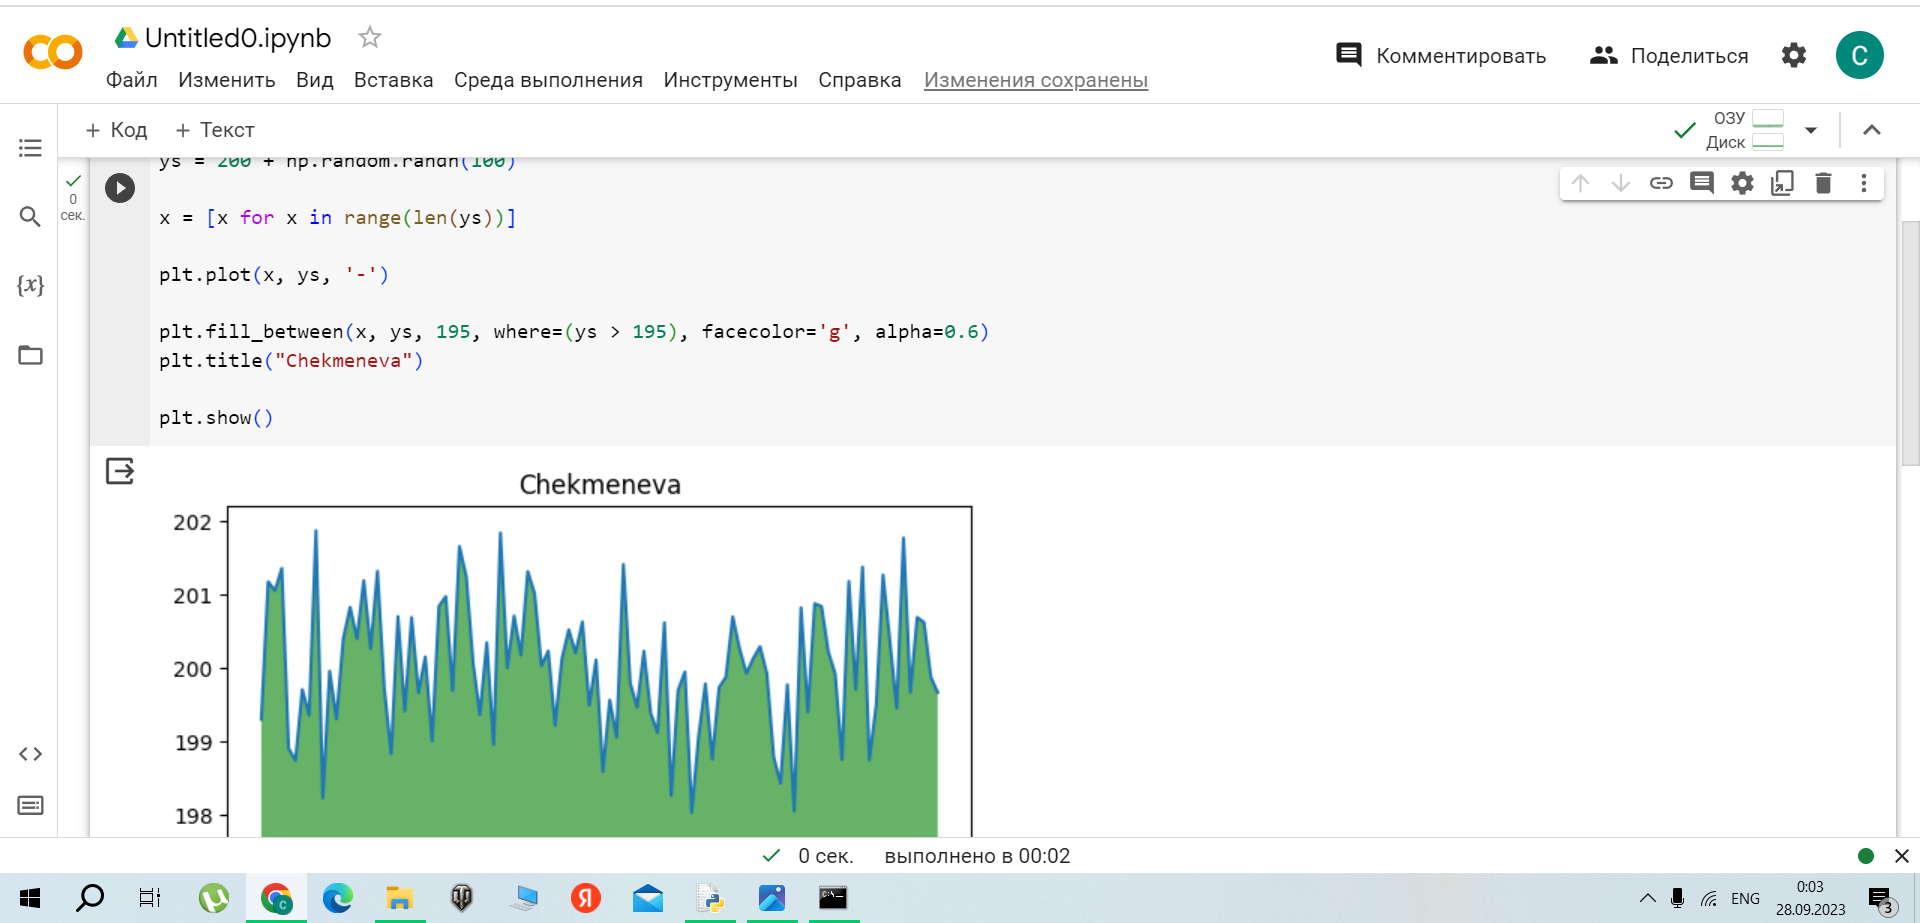 Untitled0.ipynb
Комментировать
Поделиться
C
Файл Изменить Вид Вставка Среда выполнения Инструменты Справка Изменения сохранены
+ Код + Текст
ОЗУ
Диск
0
сек.
ys = 200 + np.random.randn(100)
x = [x for x in range(len(ys))]
plt.plot(x, ys, '-')
plt.fill_between(x, ys, 195, where=(ys > 195), facecolor='g', alpha=0.6)
plt.title("Chekmeneva")
plt.show()
{x}
Chekmeneva
202
201
200
199
198
0 сек. выполнено в 00:02
Я
C:\.
ENG
0:03
28.09.2023
3